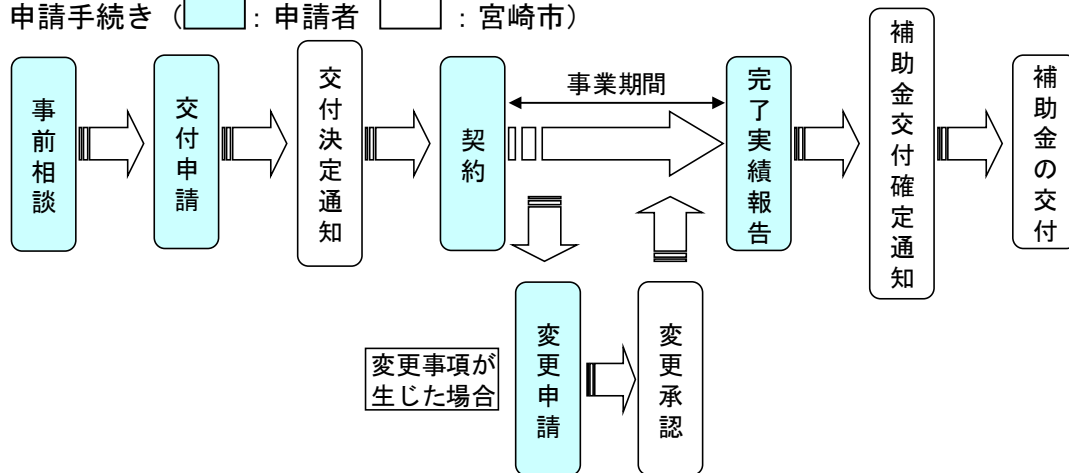 申請手続き（　　：申請者　　　：宮崎市）
事前相談
交付申請
交付決定通知
契約
事業期間
完了実績報告
補助金交付確定通知
補助金の交付
変更事項が
生じた場合
変更申請
変更承認